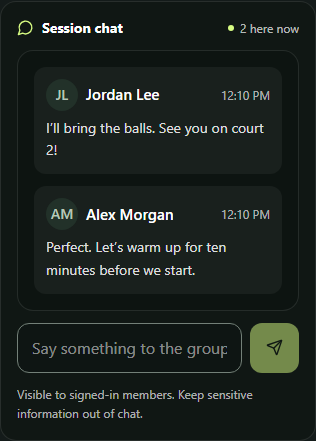 Session chat
2 here now
JL
Jordan Lee
12:10 PM
I’ll bring the balls. See you on court
2!
AM
Alex Morgan
12:10 PM
Perfect. Let’s warm up for ten
minutes before we start.
Say something to the group
Visible to signed-in members. Keep sensitive
information out of chat.